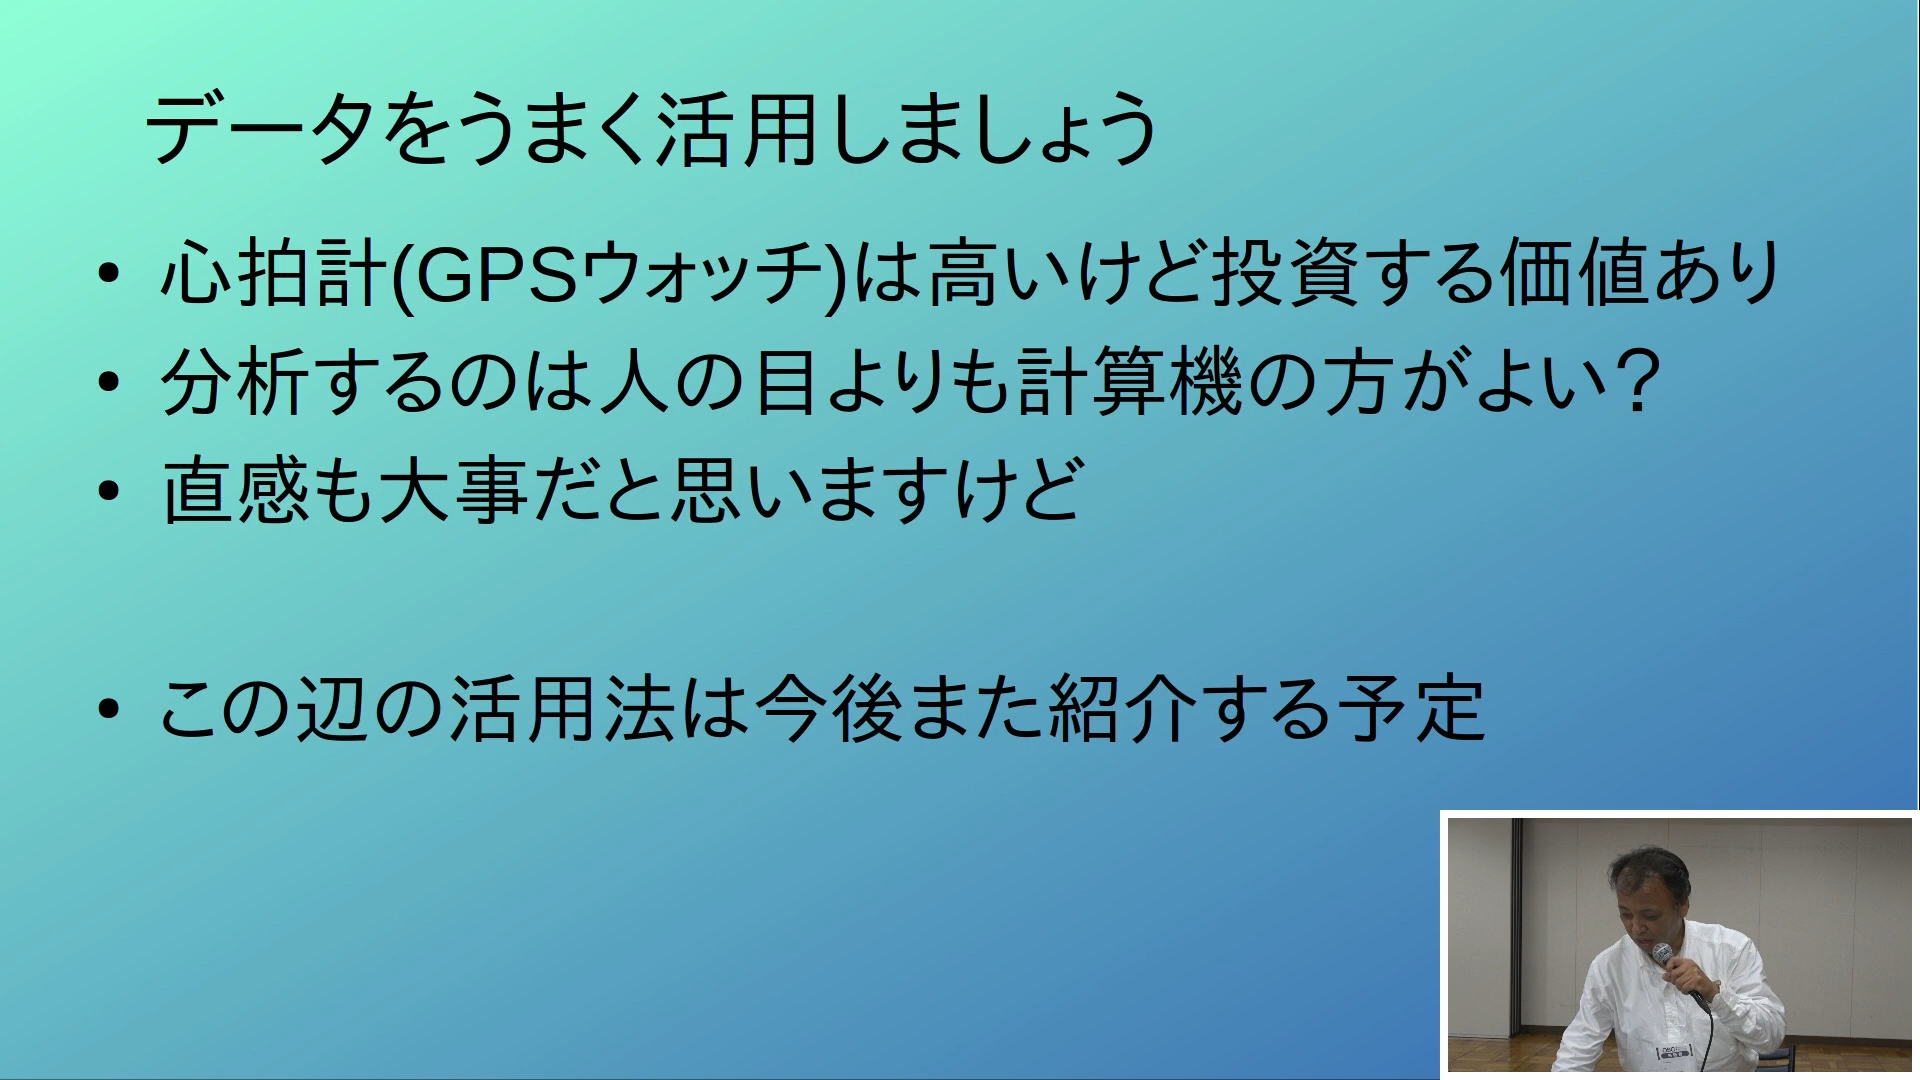 データをうまく活用しましょう
• 心拍計(GPSウォッチ)は高いけど投資する価値あり
• 分析するのは人の目よりも計算機の方がよい?
• 直感も大事だと思いますけど
• この辺の活用法は今後また紹介する予定